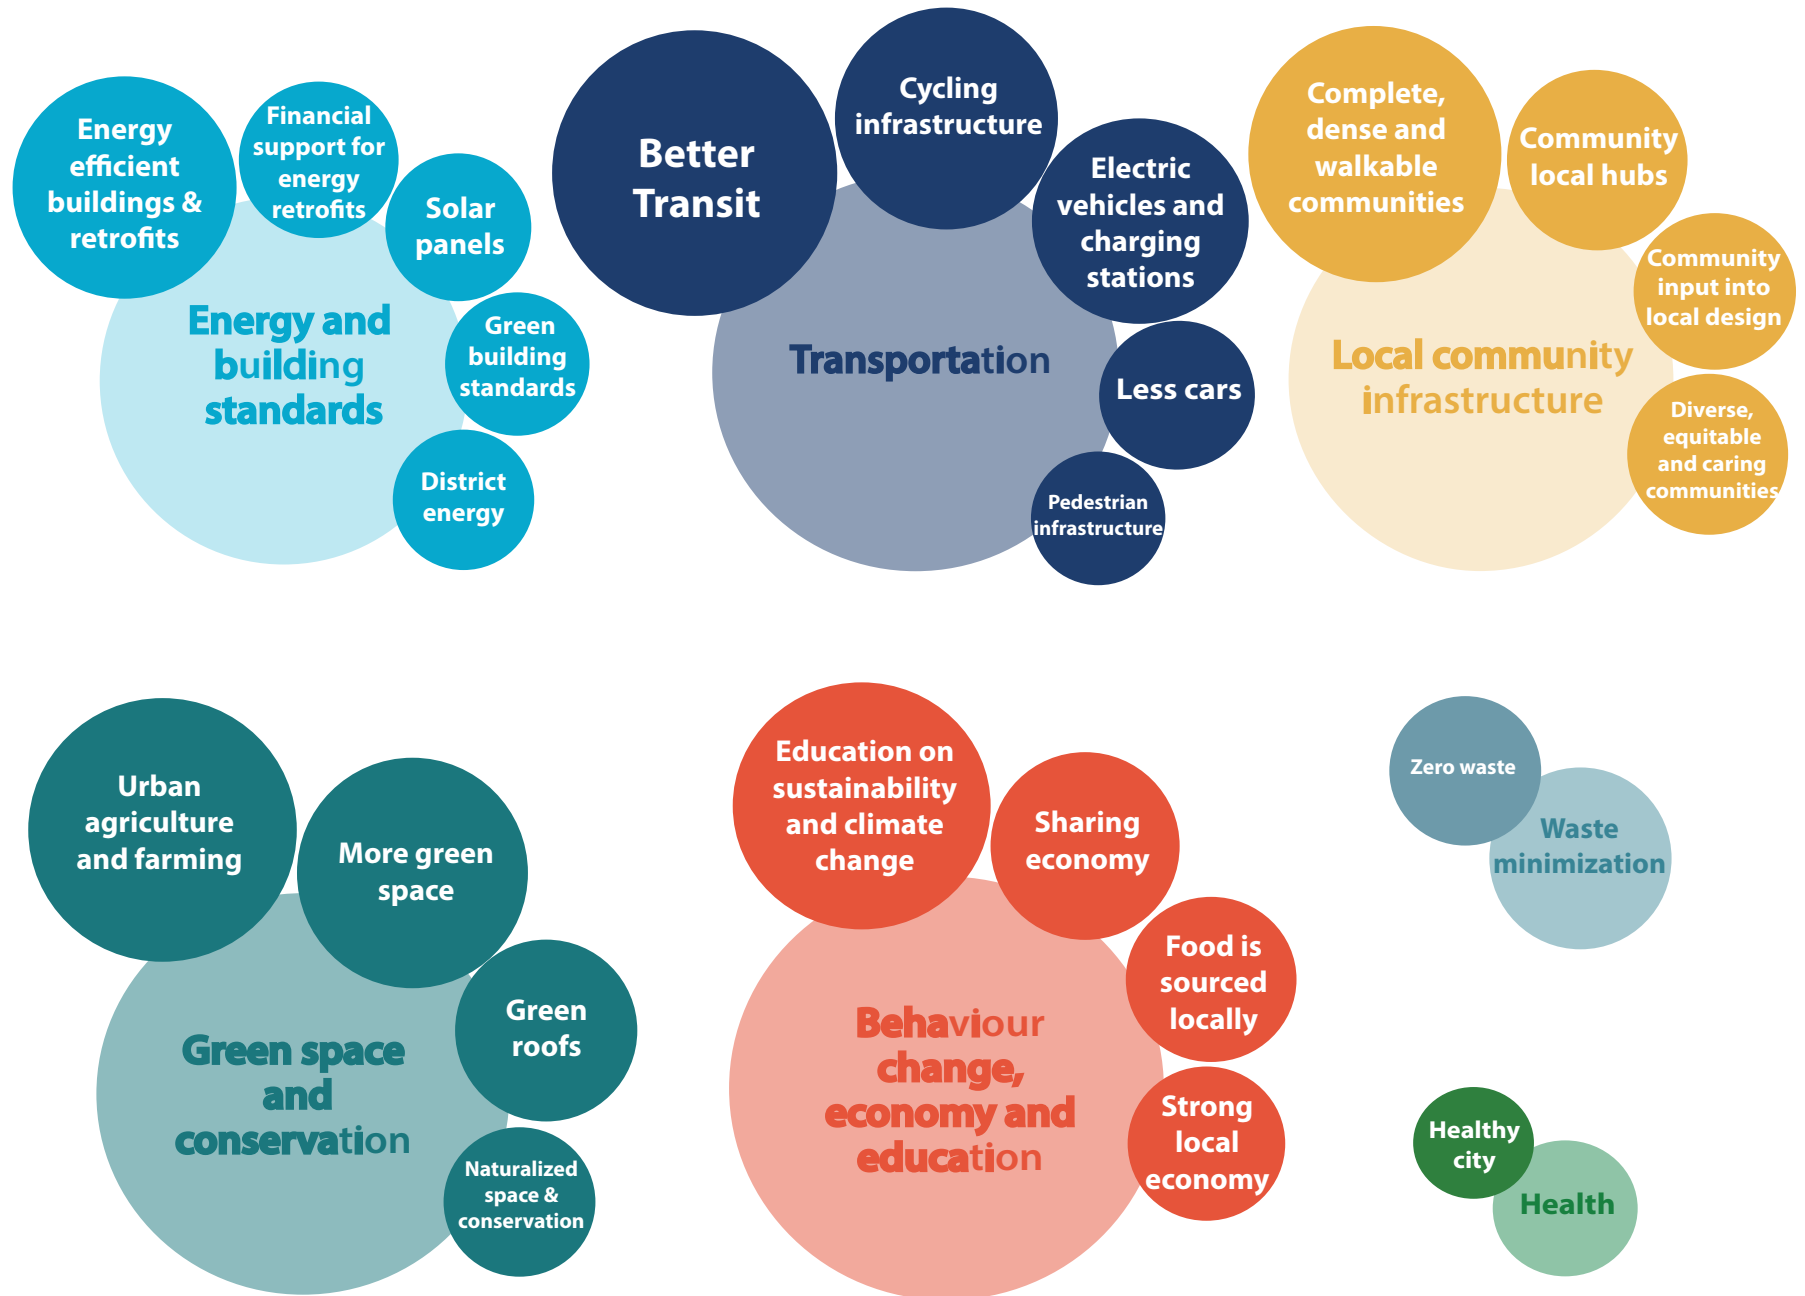 Energy
efficient
buildings &
retrofits
Financial
support for
energy
retrofits
Solar
panels
Green
building
standards
District
energy
Energy and
building
standards
Better
Transit
Cycling
infrastructure
Electric
vehicles and
charging
stations
Less cars
Pedestrian
infrastructure
Transportation
Complete,
dense and
walkable
communities
Community
local hubs
Community
input into
local design
Diverse,
equitable
and caring
communities
Local community
infrastructure
Urban
agriculture
and farming
More green
space
Green
roofs
Naturalized
space &
conservation
Green space
and
conservation
Education on
sustainability
and climate
change
Sharing
economy
Food is
sourced
locally
Strong
local
economy
Behaviour
change,
economy and
education
Zero waste
Waste
minimization
Healthy
city
Health